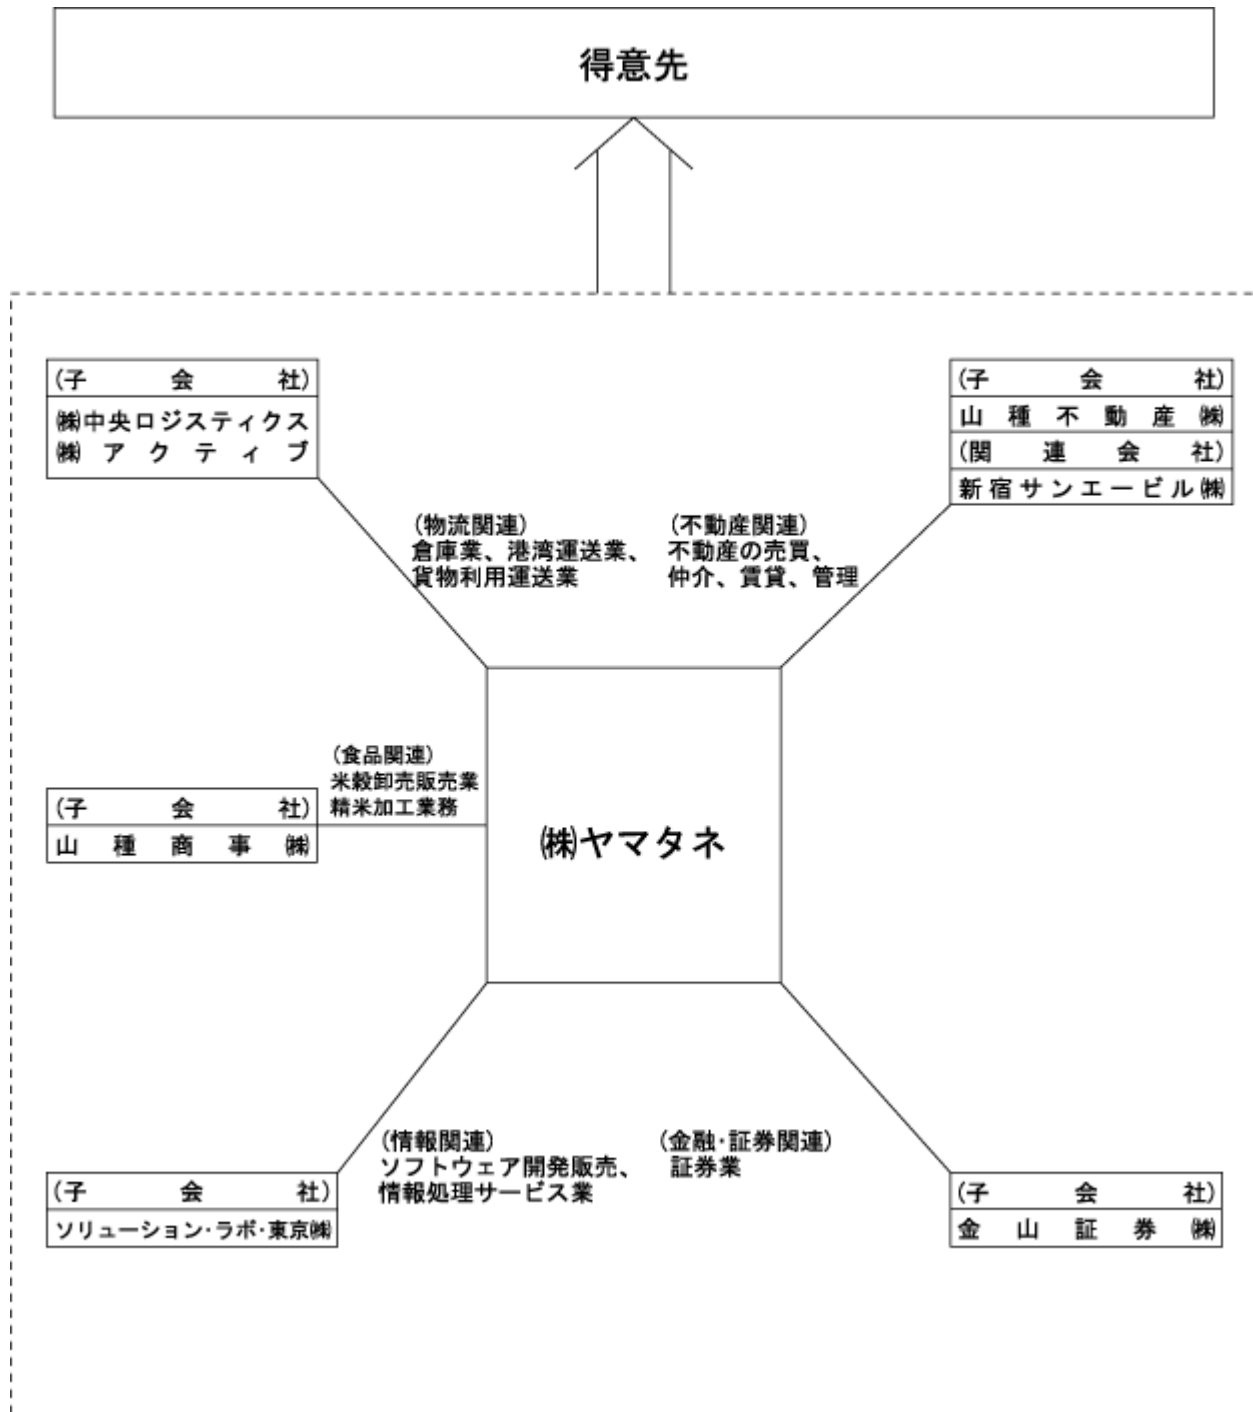 得意先
(子会社)
㈱中央ロジスティクス
㈱アクティブ
(子会社)
山種不動産㈱
(関連会社)
新宿サンエービル㈱
(物流関連)
倉庫業、港湾運送業、
貨物利用運送業
(不動産関連)
不動産の売買、
仲介、賃貸、管理
(食品関連)
米穀卸売販売業
精米加工業務
(子会社)
山種商事㈱
㈱ヤマタネ
(情報関連)
ソフトウェア開発販売、
情報処理サービス業
(金融・証券関連)
証券業
(子会社)
ソリューション・ラボ・東京㈱
(子会社)
金山証券㈱